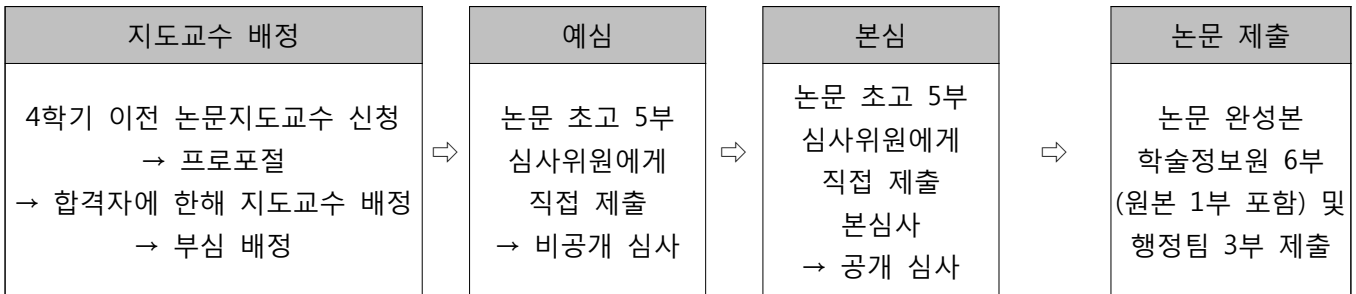 지도교수 배정
4학기 이전 논문지도교수 신청
→ 프로포절
→ 합격자에 한해 지도교수 배정
→ 부심 배정
⇨
예심
논문 초고 5부
심사위원에게
직접 제출
→ 비공개 심사
⇨
본심
논문 초고 5부
심사위원에게
직접 제출
본심사
→ 공개 심사
⇨
논문 제출
논문 완성본
학술정보원 6부
(원본 1부 포함) 및
행정팀 3부 제출